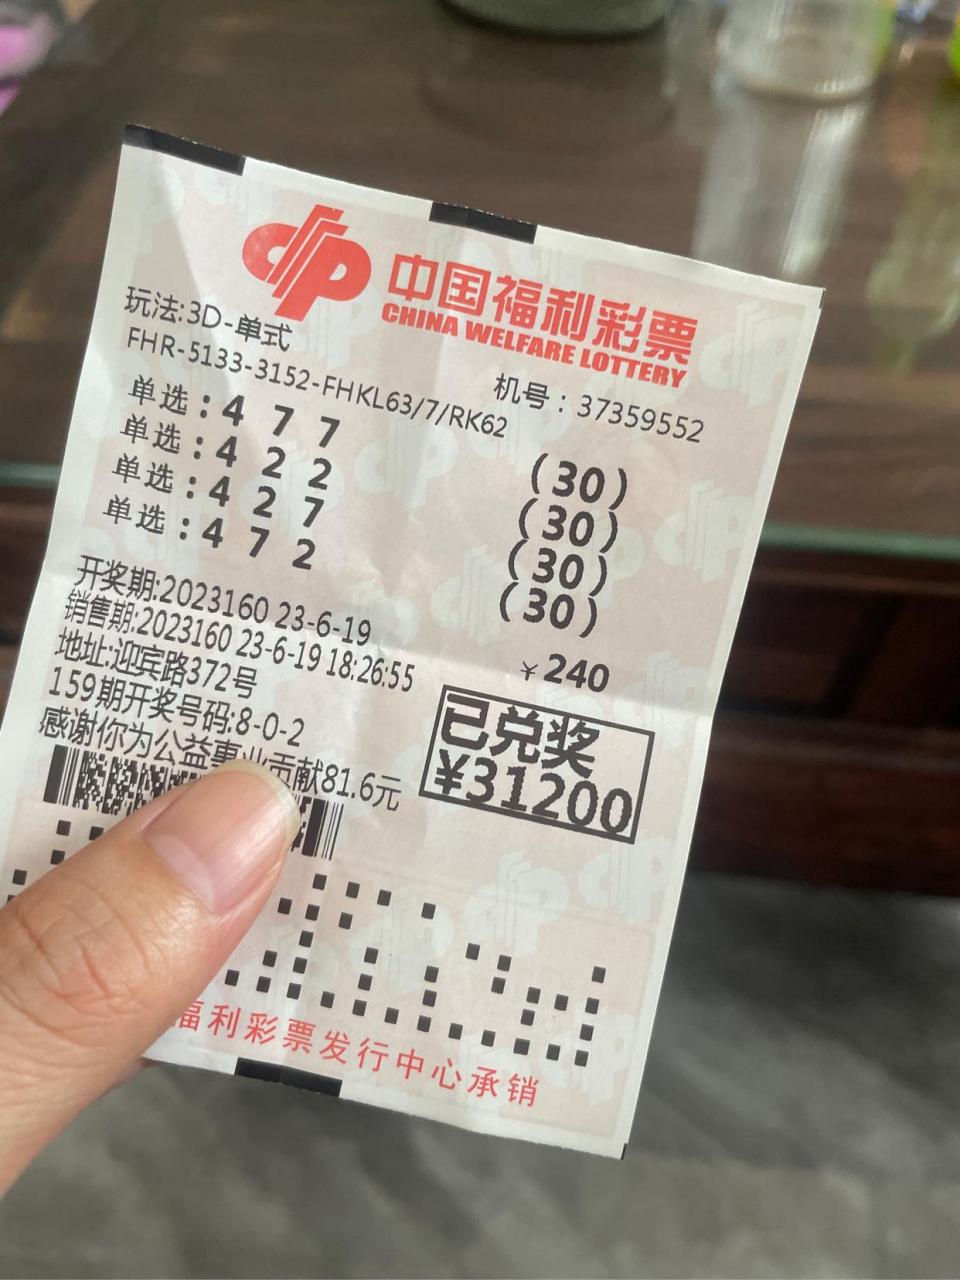 中国福利彩票
CHINA WELFARE LOTTERY
玩法:3D-单式
机号:37359552
FHR-5133-3152-FHKL63/7/RK62
单选:4 7 7 (30)
单选:4 2 2 (30)
单选:4 2 7 (30)
单选:4 7 2 (30)
开奖期:2023160 23-6-19
销售期:2023160 23-6-19 18:26:55
¥240
地址:迎宾路372号
159期开奖号码:8-0-2
感谢你为公益事业贡献81.6元
已兑奖
¥31200
福利彩票发行中心承销